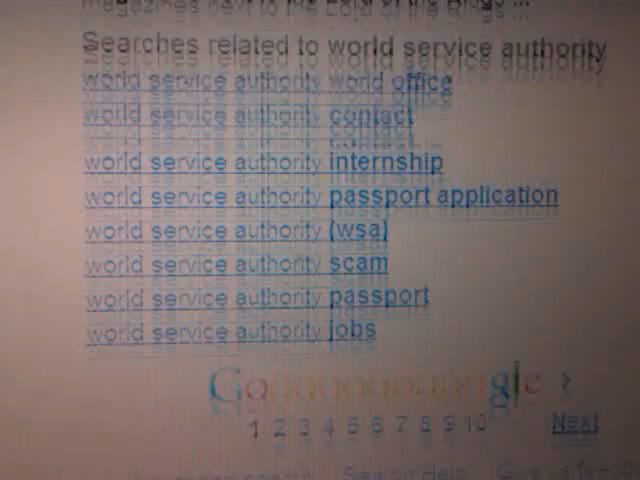 Searches related to world service authority
world service authority world office
world service authority contact
world service authority internship
world service authority passport application
world service authority (wsa)
world service authority scam
world service authority passport
world service authority jobs
Goooooooooogle >
1 2 3 4 5 6 7 8 9 10 Next